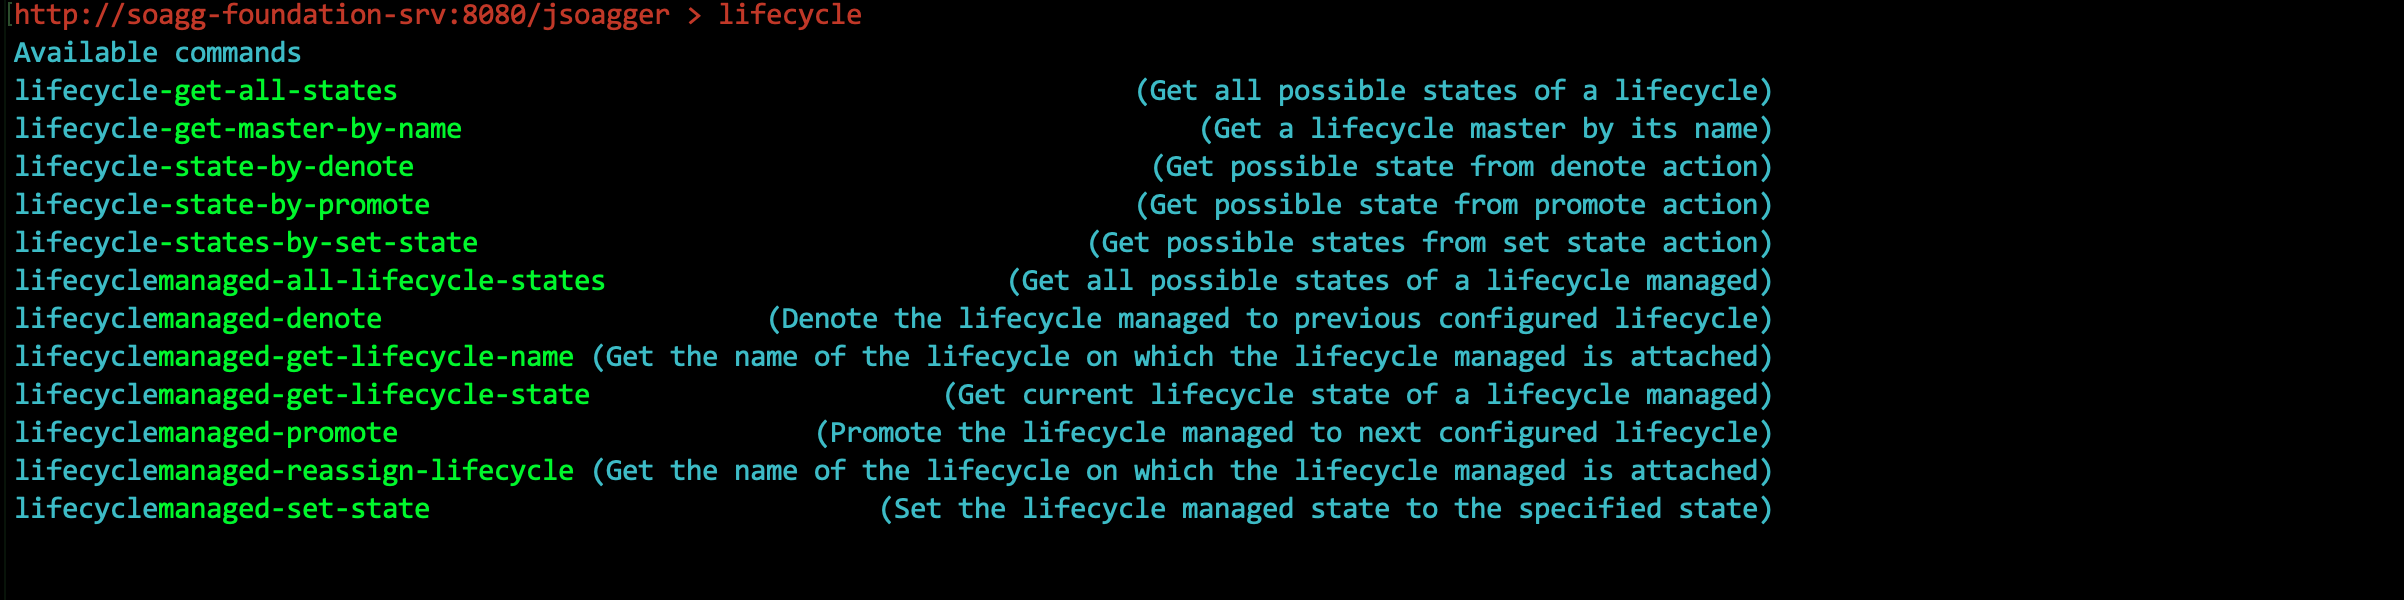 [http://soagg-foundation-srv:8080/jsoagger > lifecycle
Available commands
lifecycle-get-all-states (Get all possible states of a lifecycle)
lifecycle-get-master-by-name (Get a lifecycle master by its name)
lifecycle-state-by-denote (Get possible state from denote action)
lifecycle-state-by-promote (Get possible state from promote action)
lifecycle-states-by-set-state (Get possible states from set state action)
lifecyclemanaged-all-lifecycle-states (Get all possible states of a lifecycle managed)
lifecyclemanaged-denote (Denote the lifecycle managed to previous configured lifecycle)
lifecyclemanaged-get-lifecycle-name (Get the name of the lifecycle on which the lifecycle managed is attached)
lifecyclemanaged-get-lifecycle-state (Get current lifecycle state of a lifecycle managed)
lifecyclemanaged-promote (Promote the lifecycle managed to next configured lifecycle)
lifecyclemanaged-reassign-lifecycle (Get the name of the lifecycle on which the lifecycle managed is attached)
lifecyclemanaged-set-state (Set the lifecycle managed state to the specified state)